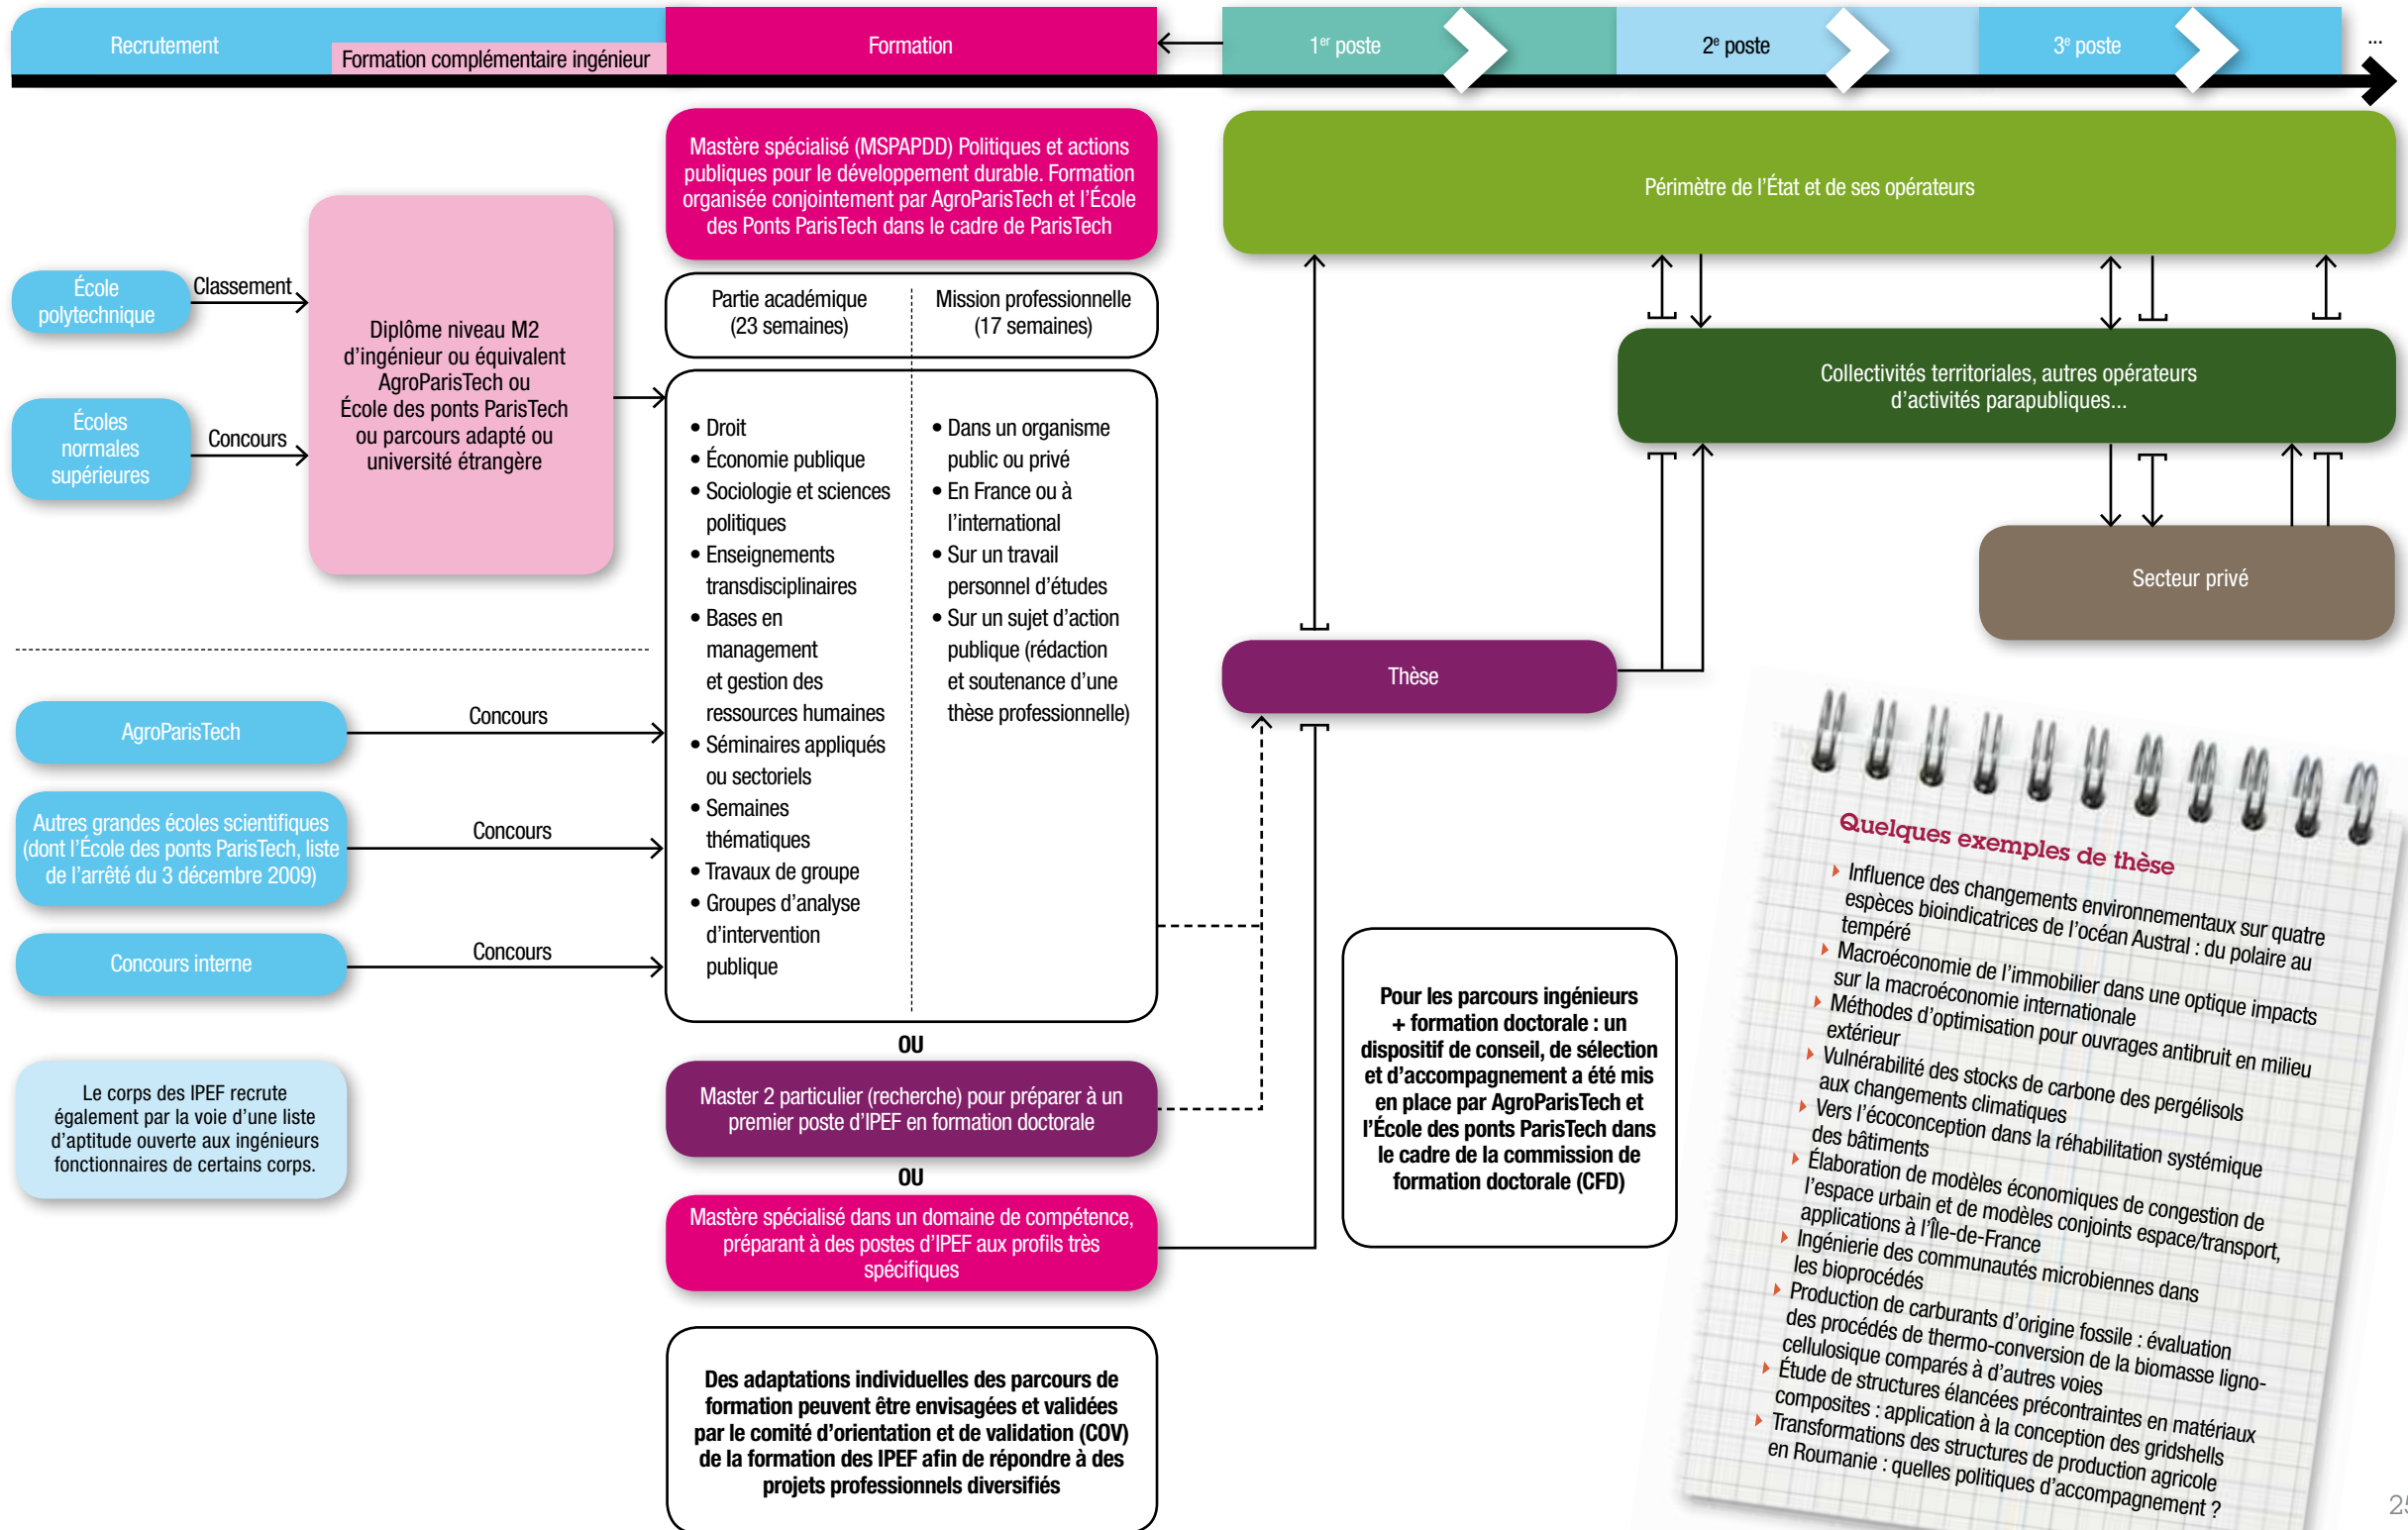 Recrutement
Formation complémentaire ingénieur
Formation
1er poste
2e poste
3e poste
...
Mastère spécialisé (MSPAPDD) Politiques et actions
publiques pour le développement durable. Formation
organisée conjointement par AgroParisTech et l'École
des Ponts ParisTech dans le cadre de ParisTech
Périmètre de l'État et de ses opérateurs
École
polytechnique
Classement
Écoles
normales
supérieures
Concours
Diplôme niveau M2
d'ingénieur ou équivalent
AgroParisTech ou
École des ponts ParisTech
ou parcours adapté ou
université étrangère
Partie académique
(23 semaines)
Mission professionnelle
(17 semaines)
• Droit
• Économie publique
• Sociologie et sciences
politiques
• Enseignements
transdisciplinaires
• Bases en
management
et gestion des
ressources humaines
• Séminaires appliqués
ou sectoriels
• Semaines
thématiques
• Travaux de groupe
• Groupes d'analyse
d'intervention
publique
• Dans un organisme
public ou privé
• En France ou à
l'international
• Sur un travail
personnel d'études
• Sur un sujet d'action
publique (rédaction
et soutenance d'une
thèse professionnelle)
Collectivités territoriales, autres opérateurs
d'activités parapubliques...
Secteur privé
Thèse
AgroParisTech
Concours
Autres grandes écoles scientifiques
(dont l'École des ponts ParisTech, liste
de l'arrêté du 3 décembre 2009)
Concours
Concours interne
Concours
Le corps des IPEF recrute
également par la voie d'une liste
d'aptitude ouverte aux ingénieurs
fonctionnaires de certains corps.
OU
Master 2 particulier (recherche) pour préparer à un
premier poste d'IPEF en formation doctorale
OU
Mastère spécialisé dans un domaine de compétence,
préparant à des postes d'IPEF aux profils très
spécifiques
Des adaptations individuelles des parcours de
formation peuvent être envisagées et validées
par le comité d'orientation et de validation (COV)
de la formation des IPEF afin de répondre à des
projets professionnels diversifiés
Pour les parcours ingénieurs
+ formation doctorale : un
dispositif de conseil, de sélection
et d'accompagnement a été mis
en place par AgroParisTech et
l'École des ponts ParisTech dans
le cadre de la commission de
formation doctorale (CFD)
Quelques exemples de thèse
Influence des changements environnementaux sur quatre
espèces bioindicatrices de l'océan Austral : du polaire au
tempéré
Macroéconomie de l'immobilier dans une optique impacts
sur la macroéconomie internationale
Méthodes d'optimisation pour ouvrages antibruit en milieu
extérieur
Vulnérabilité des stocks de carbone des pergélisols
aux changements climatiques
Vers l'écoconception dans la réhabilitation systémique
des bâtiments
Élaboration de modèles économiques de congestion de
l'espace urbain et de modèles conjoints espace/transport,
applications à l'Île-de-France
Ingénierie des communautés microbiennes dans
les bioprocédés
Production de carburants d'origine fossile : évaluation
des procédés de thermo-conversion de la biomasse ligno-
cellulosique comparés à d'autres voies
Étude de structures élancées précontraintes en matériaux
composites : application à la conception des gridshells
Transformations des structures de production agricole
en Roumanie : quelles politiques d'accompagnement ?
25